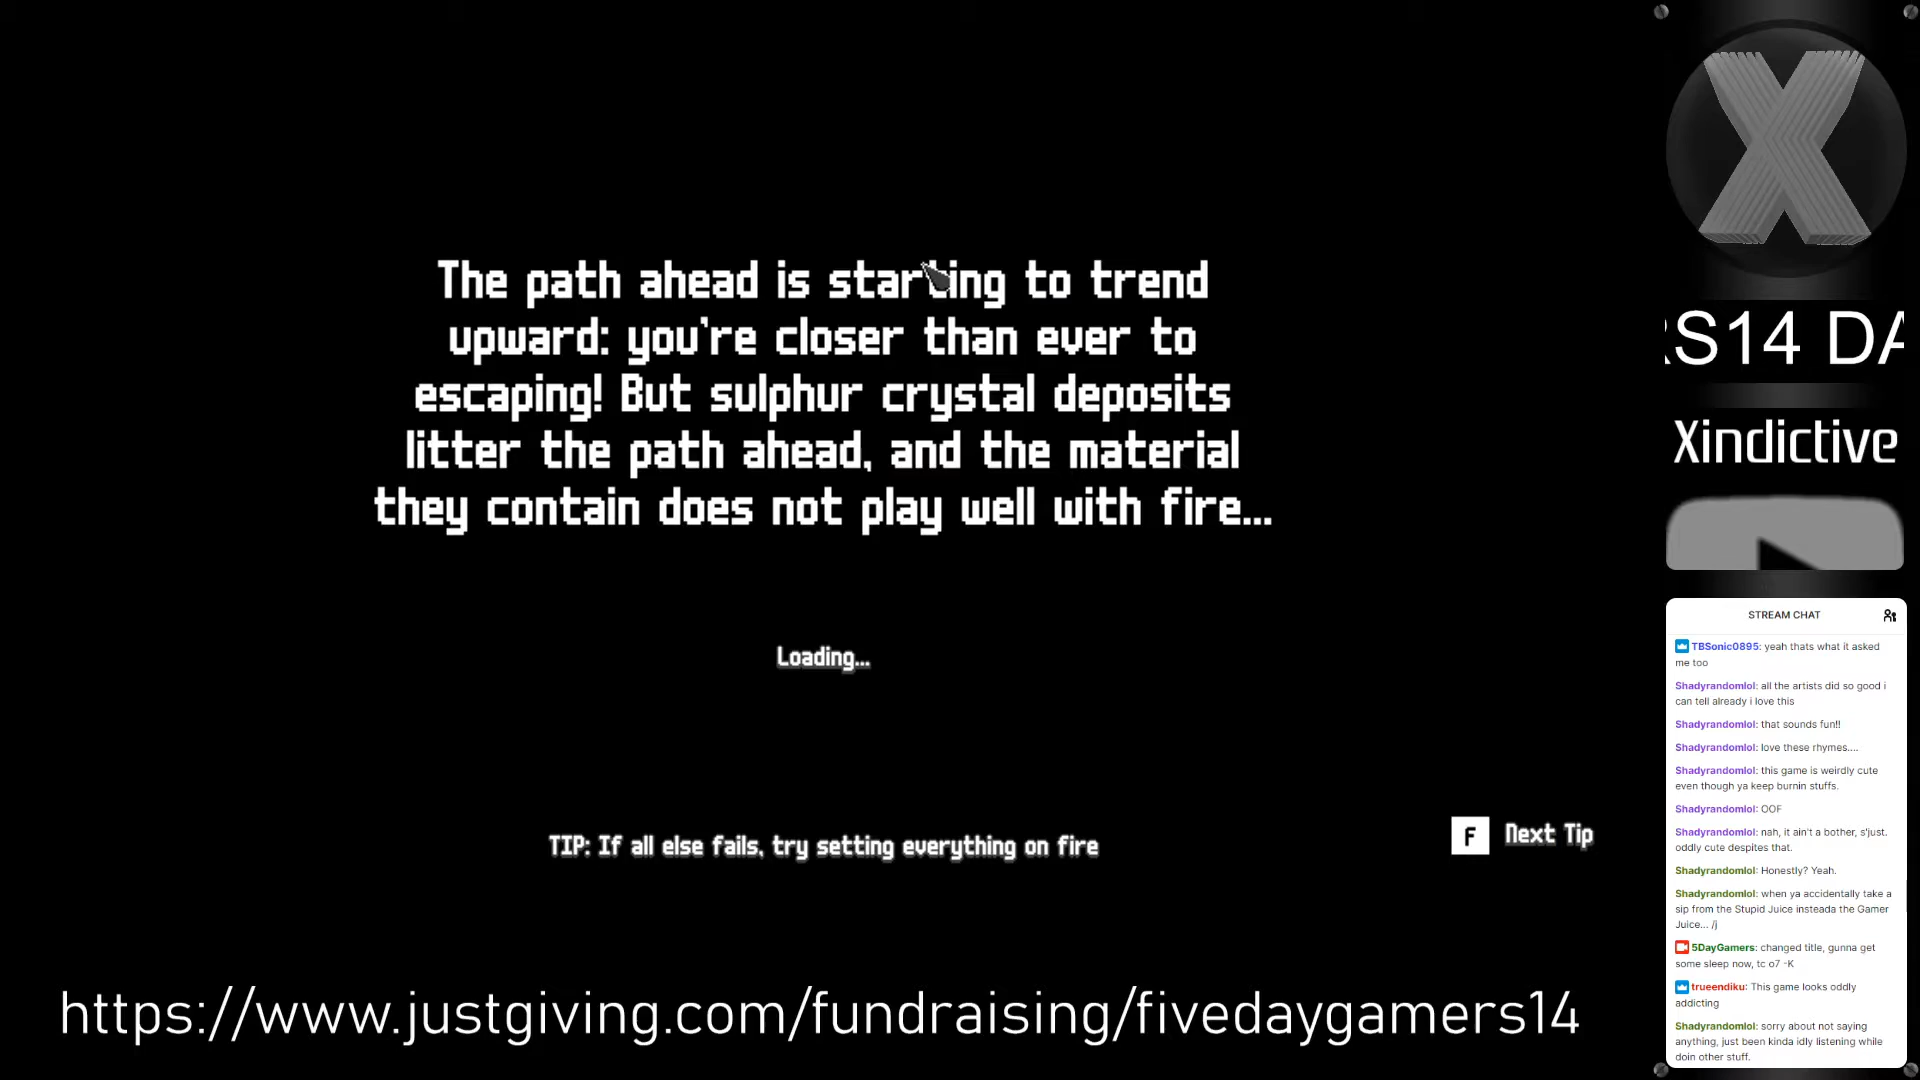 The path ahead is starting to trend
upward: you're closer than ever to
escaping! But sulphur crystal deposits
litter the path ahead, and the material
they contain does not play well with fire...
Loading...
TIP: If all else fails, try setting everything on fire
F Next Tip
https://www.justgiving.com/fundraising/fivedaygamers14
X
RS14 DA
Xindictive
STREAM CHAT
TBSonic0895: yeah thats what it asked
me too
Shadyrandomlol: all the artists did so good i
can tell already i love this
Shadyrandomlol: that sounds fun!!
Shadyrandomlol: love these rhymes....
Shadyrandomlol: this game is weirdly cute
even though ya keep burnin stuffs.
Shadyrandomlol: OOF
Shadyrandomlol: nah, it ain't a bother, s'just.
oddly cute despites that.
Shadyrandomlol: Honestly? Yeah.
Shadyrandomlol: when ya accidentally take a
sip from the Stupid Juice insteada the Gamer
Juice... /j
5DayGamers: changed title, gunna get
some sleep now, tc o7 -K
trueendiku: This game looks oddly
addicting
Shadyrandomlol: sorry about not saying
anything, just been kinda idly listening while
doin other stuff.